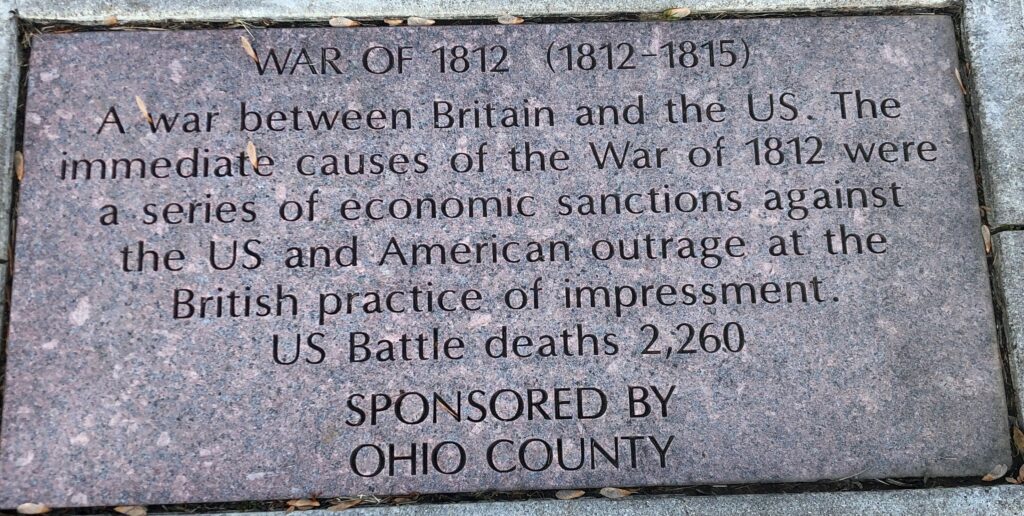 WAR OF 1812 (1812-1815)
A war between Britain and the US. The
immediate causes of the War of 1812 were
a series of economic sanctions against
the US and American outrage at the
British practice of impressment.
US Battle deaths 2,260
SPONSORED BY
OHIO COUNTY